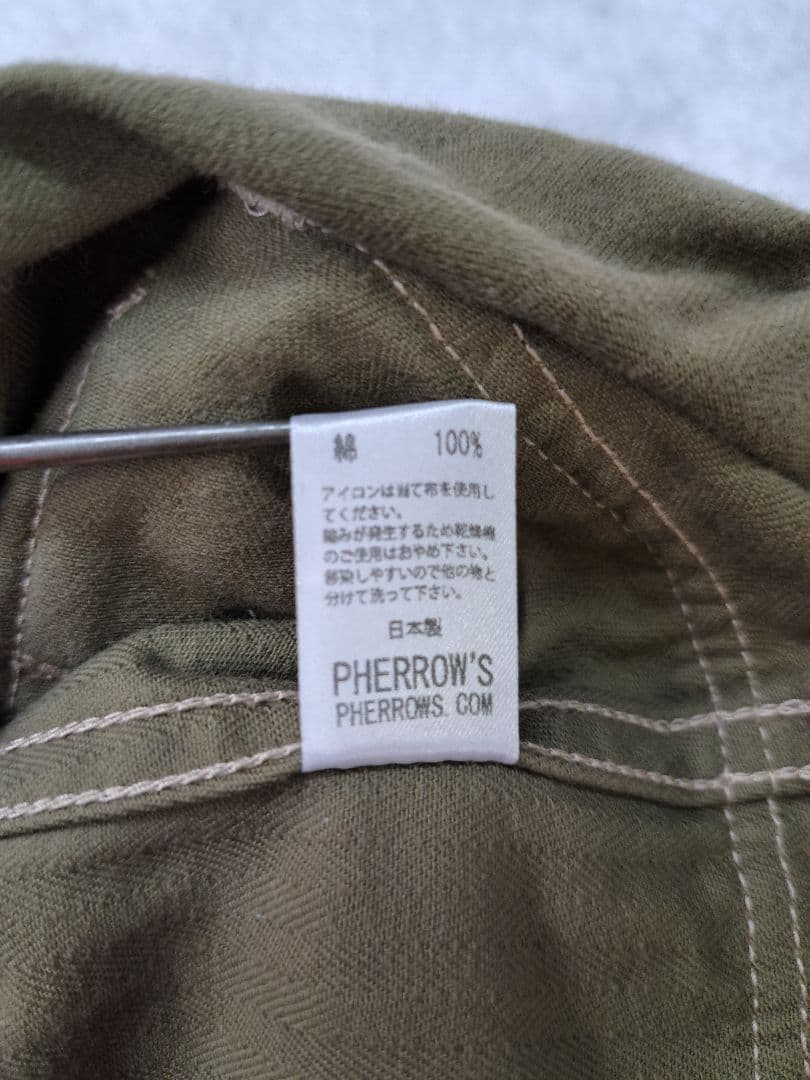 綿 100%
アイロンは当て布を使用し
てください。
縮みが発生するため乾燥機
のご使用はおやめ下さい。
移染しやすいので他の物と
分けて洗って下さい。
日本製
PHERROW'S
PHERROWS.COM